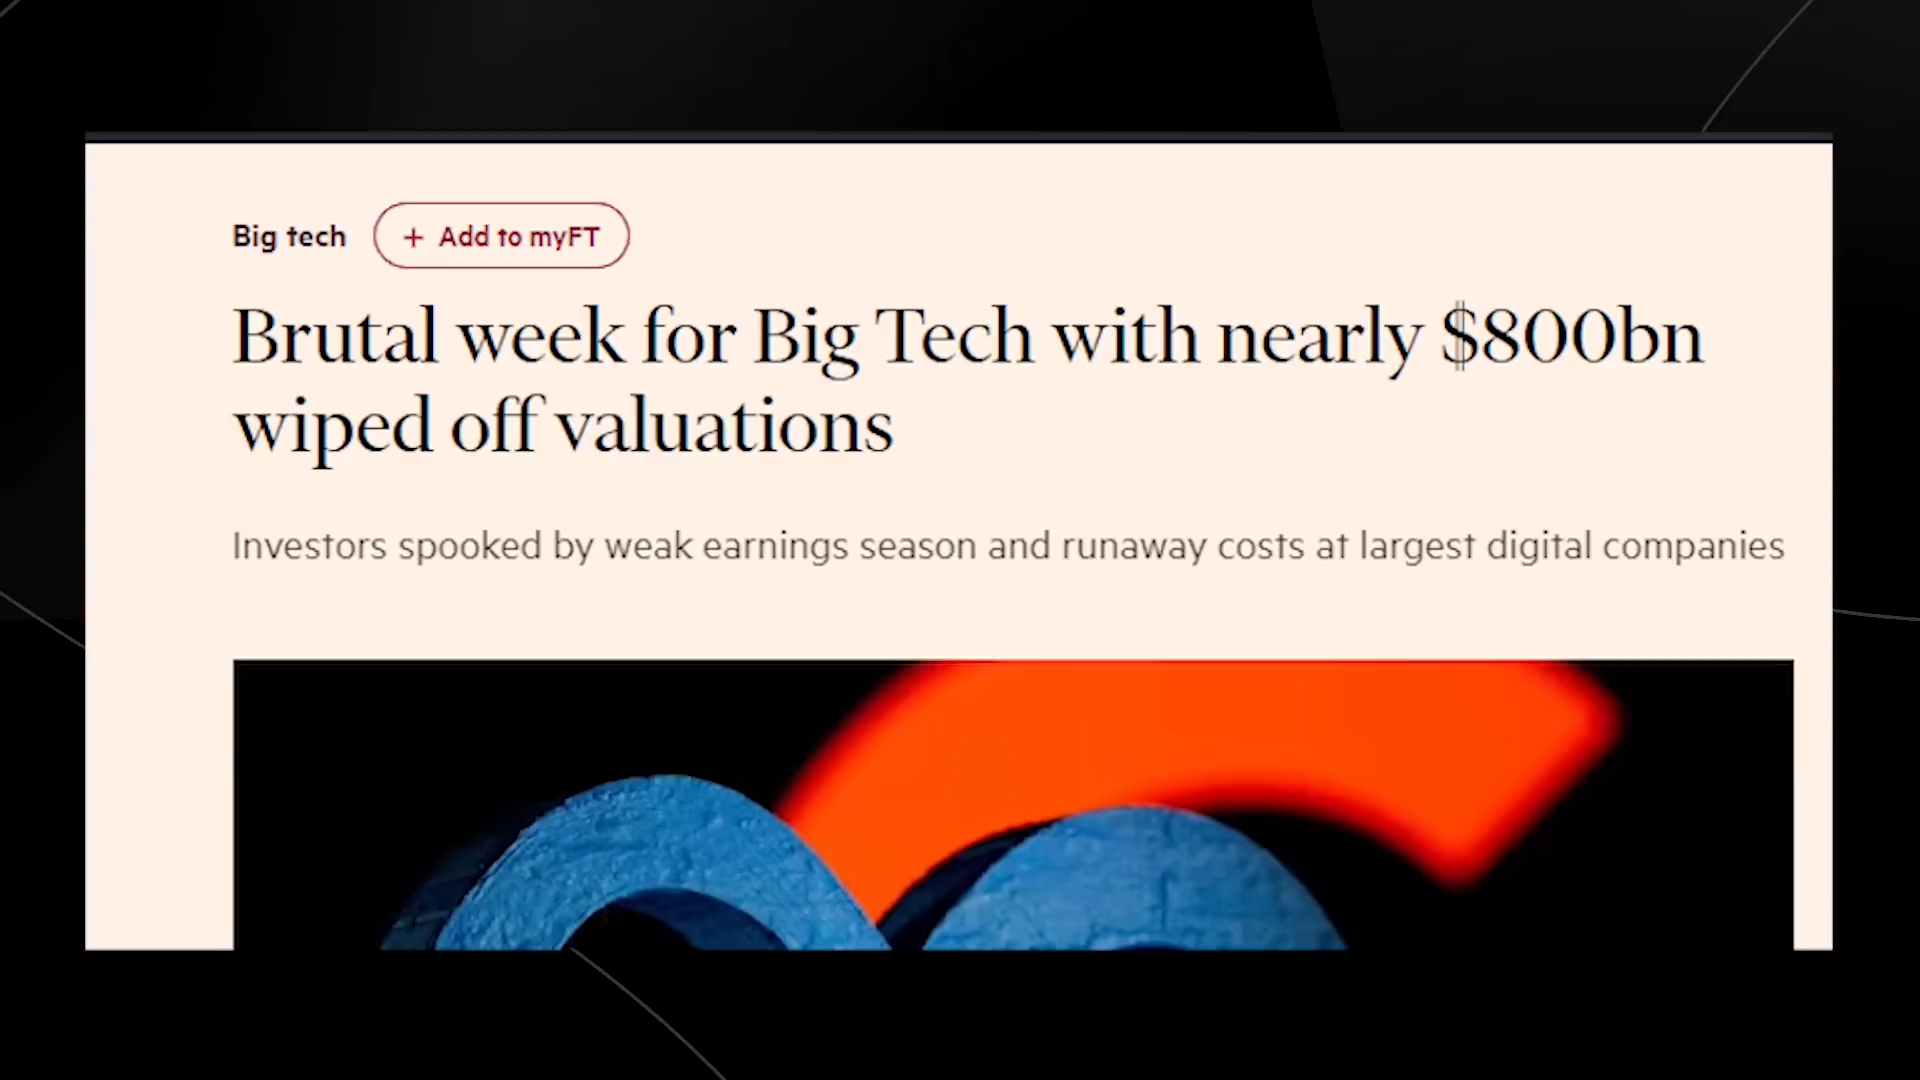 Big tech
+ Add to myFT
Brutal week for Big Tech with nearly $800bn
wiped off valuations
Investors spooked by weak earnings season and runaway costs at largest digital companies